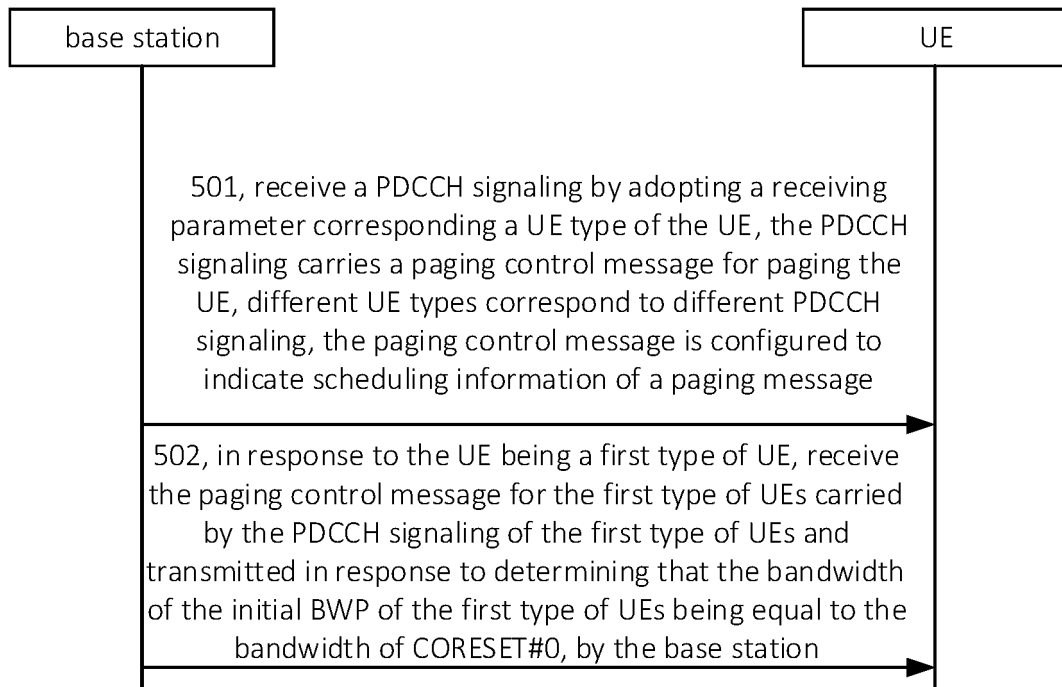 base station
UE
501, receive a PDCCH signaling by adopting a receiving
parameter corresponding a UE type of the UE, the PDCCH
signaling carries a paging control message for paging the
UE, different UE types correspond to different PDCCH
signaling, the paging control message is configured to
indicate scheduling information of a paging message
502, in response to the UE being a first type of UE, receive
the paging control message for the first type of UEs carried
by the PDCCH signaling of the first type of UEs and
transmitted in response to determining that the bandwidth
of the initial BWP of the first type of UEs being equal to the
bandwidth of CORESET#0, by the base station